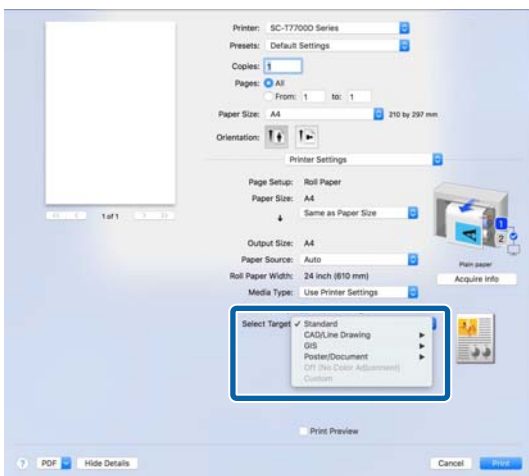 Printer: SC-T7700D Series
Presets: Default Settings
Copies: 1
Pages: All
From: 1 to: 1
Paper Size: A4 210 by 297 mm
Orientation:
Printer Settings
Page Setup: Roll Paper
Paper Size: A4
Same as Paper Size
Output Size: A4
Paper Source: Auto
Roll Paper Width: 24 inch (610 mm)
Media Type: Use Printer Settings
1 of 1
1
2
Plain paper
Acquire Info
Select Target ✓ Standard
CAD/Line Drawing
GIS
Poster/Document
Off (No Color Adjustment)
Custom
Print Preview
? PDF Hide Details Cancel Print